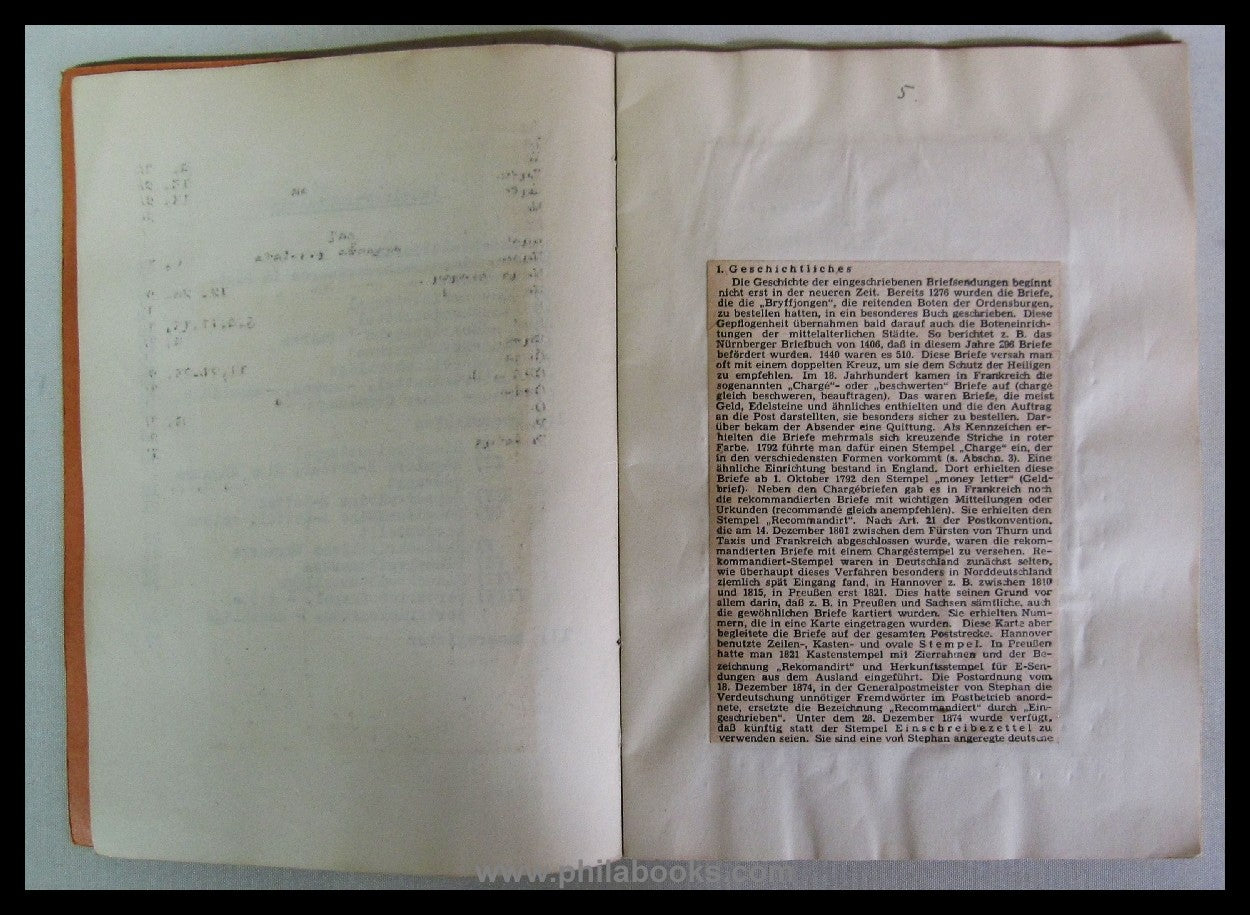 5.
1. Geschichtliches
Die Geschichte der eingeschriebenen Briefsendungen beginnt
nicht erst in der neueren Zeit. Bereits 1276 wurden die Briefe,
die die „Bryffjongen“, die reitenden Boten der Ordensburgen,
zu bestellen hatten, in ein besonderes Buch geschrieben. Diese
Gepflogenheit übernahmen bald darauf auch die Boteneinrich-
tungen der mittelalterlichen Städte. So berichtet z. B. das
Nürnberger Briefbuch von 1406, daß in diesem Jahre 296 Briefe
befördert wurden. 1440 waren es 510. Diese Briefe versah man
oft mit einem doppelten Kreuz, um sie dem Schutz der Heiligen
zu empfehlen. Im 18. Jahrhundert kamen in Frankreich die
sogenannten „Chargé“- oder „beschwerten“ Briefe auf (chargé
gleich beschweren, beauftragen). Das waren Briefe, die meist
Geld, Edelsteine und ähnliches enthielten und die den Auftrag
an die Post darstellten, sie besonders sicher zu bestellen. Dar-
über bekam der Absender eine Quittung. Als Kennzeichen er-
hielten die Briefe mehrmals sich kreuzende Striche in roter
Farbe. 1792 führte man dafür einen Stempel „Charge“ ein, der
in den verschiedensten Formen vorkommt (s. Abschn. 3). Eine
ähnliche Einrichtung bestand in England. Dort erhielten diese
Briefe ab 1. Oktober 1792 den Stempel „money letter“ (Geld-
brief). Neben den Chargébriefen gab es in Frankreich noch
die rekommandierten Briefe mit wichtigen Mitteilungen oder
Urkunden (recommandé gleich anempfehlen). Sie erhielten den
Stempel „Recommandirt“. Nach Art. 21 der Postkonvention,
die am 14. Dezember 1801 zwischen dem Fürsten von Thurn und
Taxis und Frankreich abgeschlossen wurde, waren die rekom-
mandierten Briefe mit einem Chargéstempel zu versehen. Re-
kommandiert-Stempel waren in Deutschland zunächst selten,
wie überhaupt dieses Verfahren besonders in Norddeutschland
ziemlich spät Eingang fand, in Hannover z. B. zwischen 1810
und 1815, in Preußen erst 1821. Dies hatte seinen Grund vor
allem darin, daß z. B. in Preußen und Sachsen sämtliche, auch
die gewöhnlichen Briefe kartiert wurden. Sie erhielten Num-
mern, die in eine Karte eingetragen wurden. Diese Karte aber
begleitete die Briefe auf der gesamten Poststrecke. Hannover
benutzte Zeilen-, Kasten- und ovale Stempel. In Preußen
hatte man 1821 Kastenstempel mit Zierrahmen und der Be-
zeichnung „Rekomandirt“ und Herkunftsstempel für E-Sen-
dungen aus dem Ausland eingeführt. Die Postordnung vom
18. Dezember 1874, in der Generalpostmeister von Stephan die
Verdeutschung unnötiger Fremdwörter im Postbetrieb anord-
nete, ersetzte die Bezeichnung „Recommandiert“ durch „Ein-
geschrieben“. Unter dem 28. Dezember 1874 wurde verfügt,
daß künftig statt der Stempel Einschreibezettel zu
verwenden seien. Sie sind eine von Stephan angeregte deutsche
www.philabooks.com